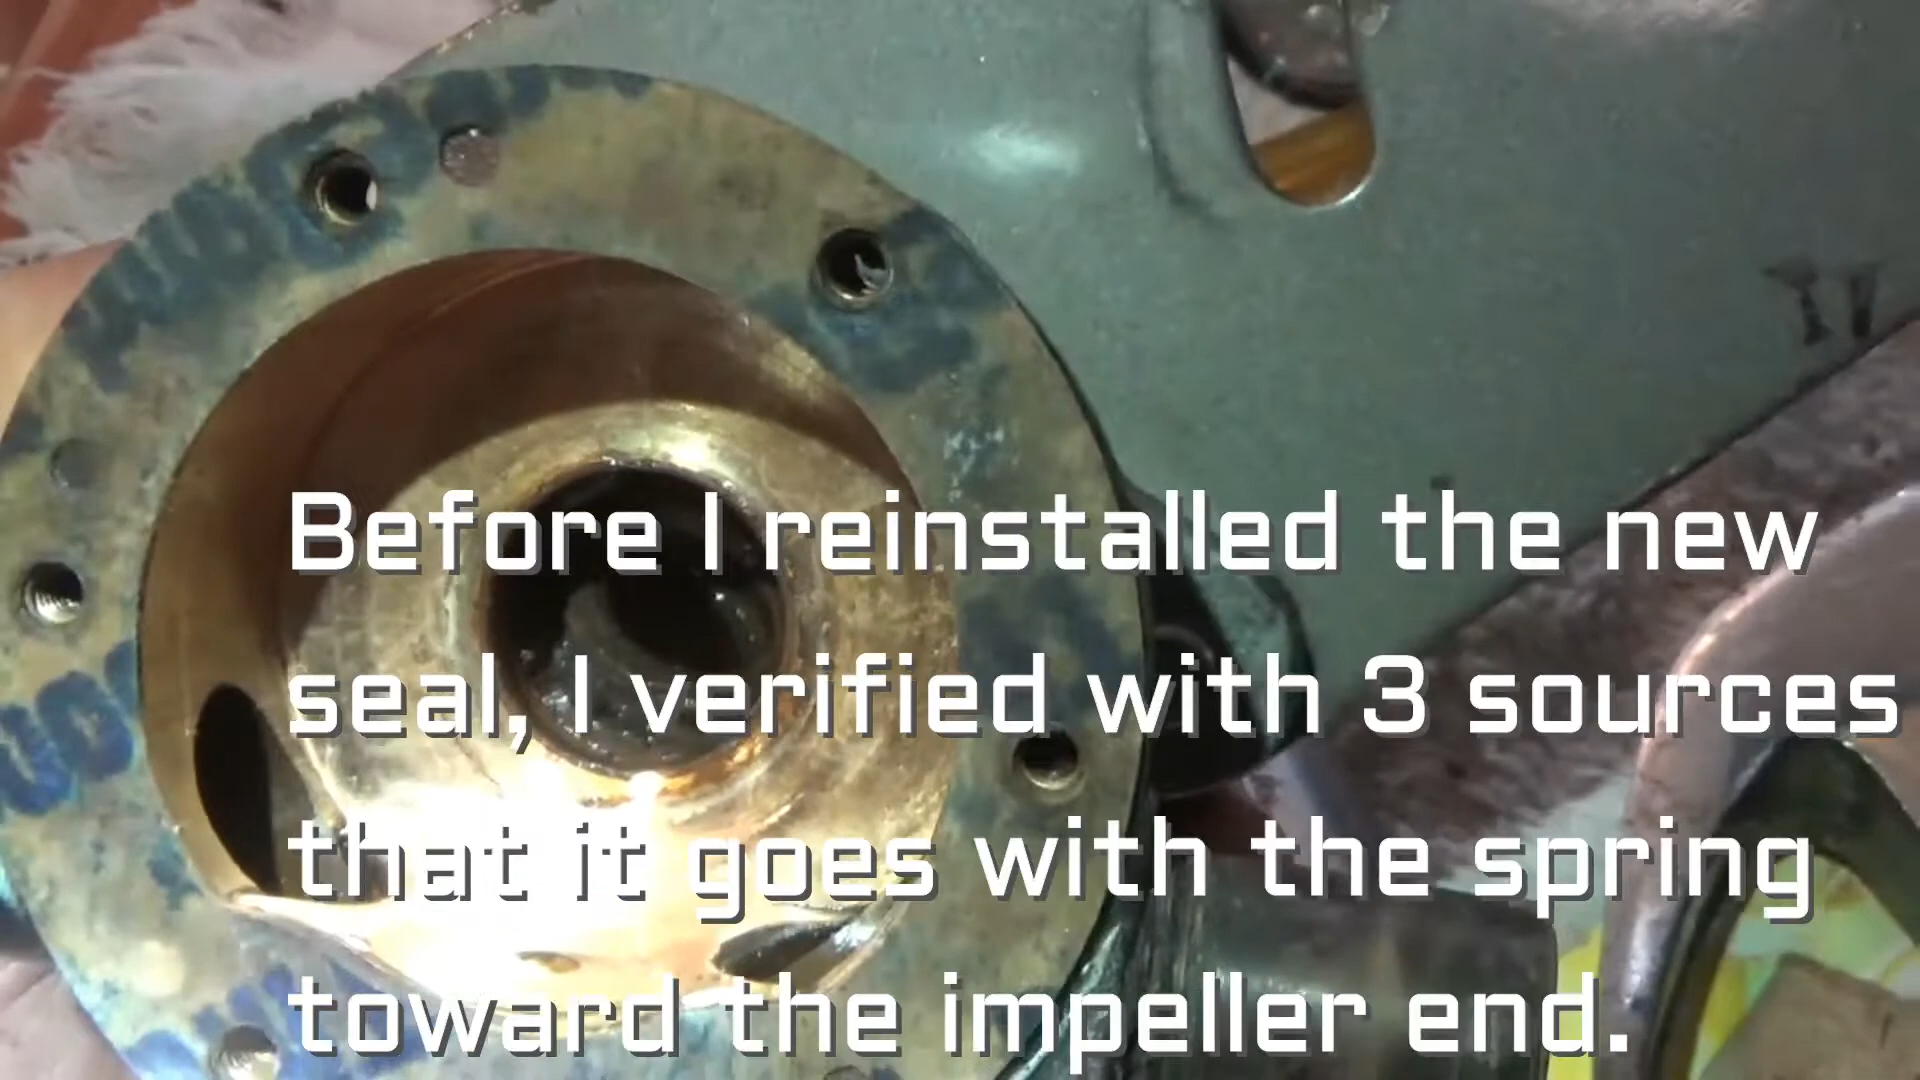 Before I reinstalled the new
seal, I verified with 3 sources
that it goes with the spring
toward the impeller end.